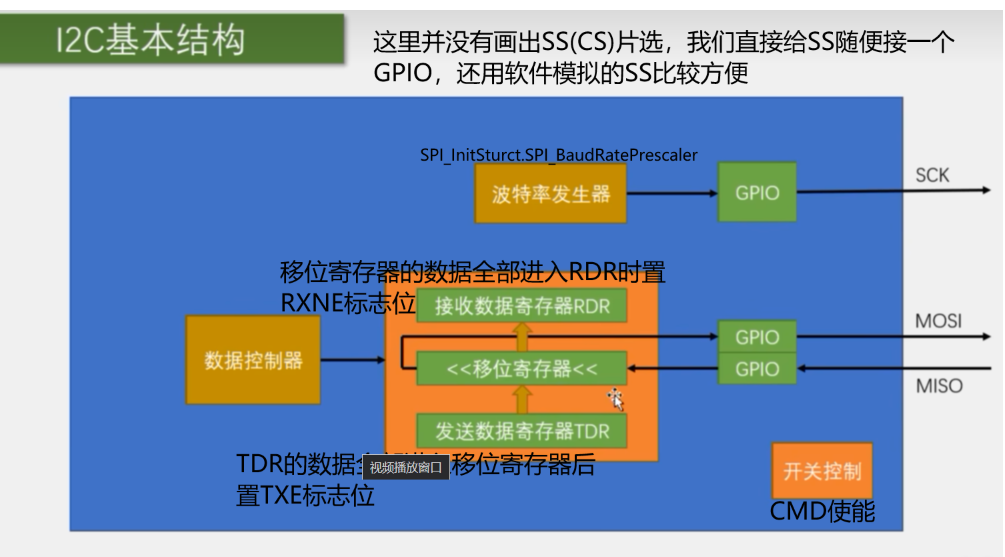 I2C基本结构
这里并没有画出SS(CS)片选，我们直接给SS随便接一个
GPIO，还用软件模拟的SS比较方便
SPI_InitSturct.SPI_BaudRatePrescaler
波特率发生器
GPIO
SCK
移位寄存器的数据全部进入RDR时置
RXNE标志位
接收数据寄存器RDR
数据控制器
<<移位寄存器<<
GPIO
MOSI
GPIO
MISO
发送数据寄存器TDR
TDR的数据
移位寄存器后
视频播放窗口
置TXE标志位
开关控制
CMD使能